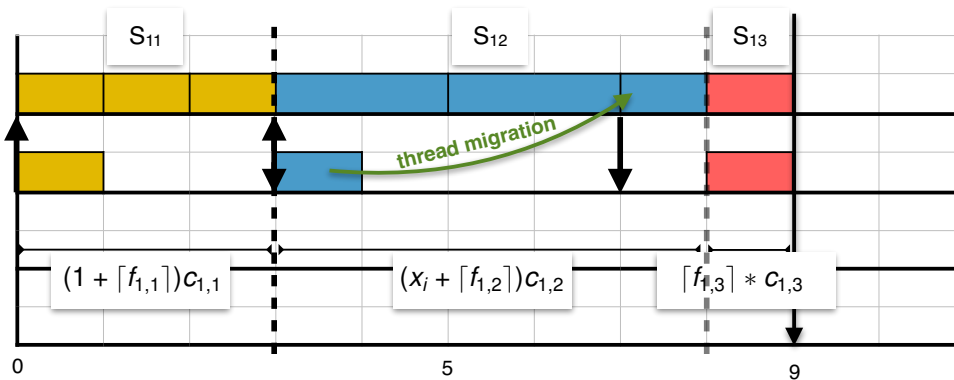 S₁₁
S₁₂
S₁₃
thread migration
(1 + ⌈f₁,₁⌉)c₁,₁
(xᵢ + ⌈f₁,₂⌉)c₁,₂
⌈f₁,₃⌉ ∗ c₁,₃
0
5
9